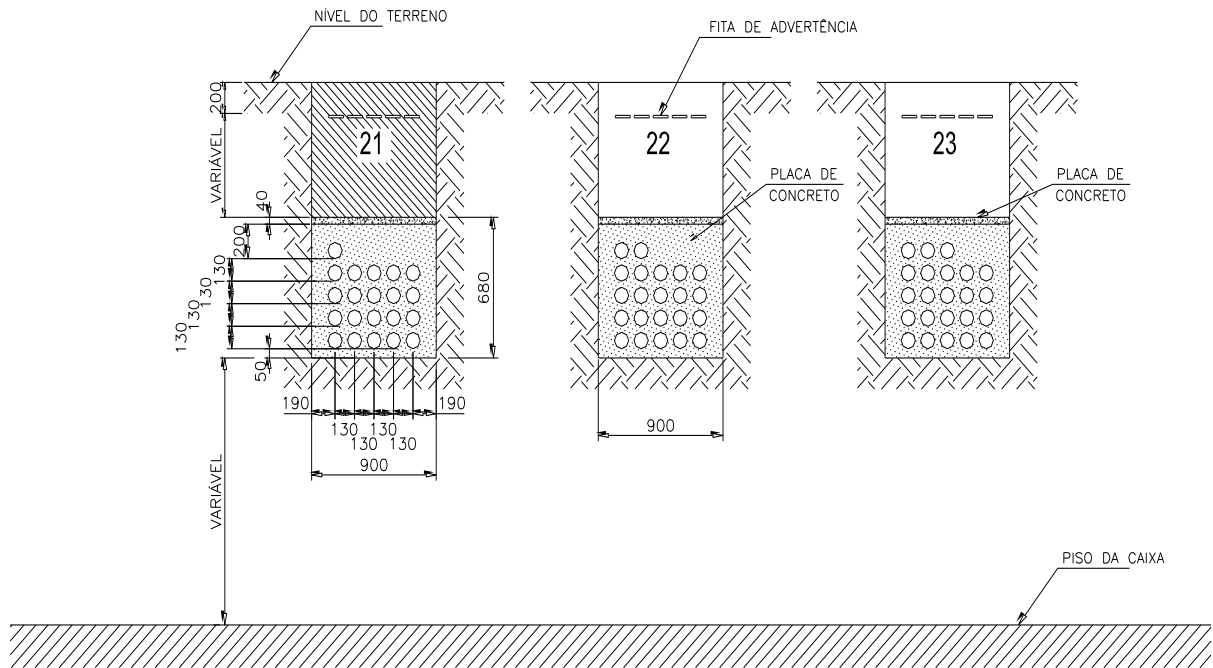 NÍVEL DO TERRENO
FITA DE ADVERTÊNCIA
200
VARIÁVEL
21
22
23
PLACA DE
CONCRETO
PLACA DE
CONCRETO
40
200
130
130
130
130
50
680
190
130
130
130
130
190
900
900
VARIÁVEL
PISO DA CAIXA